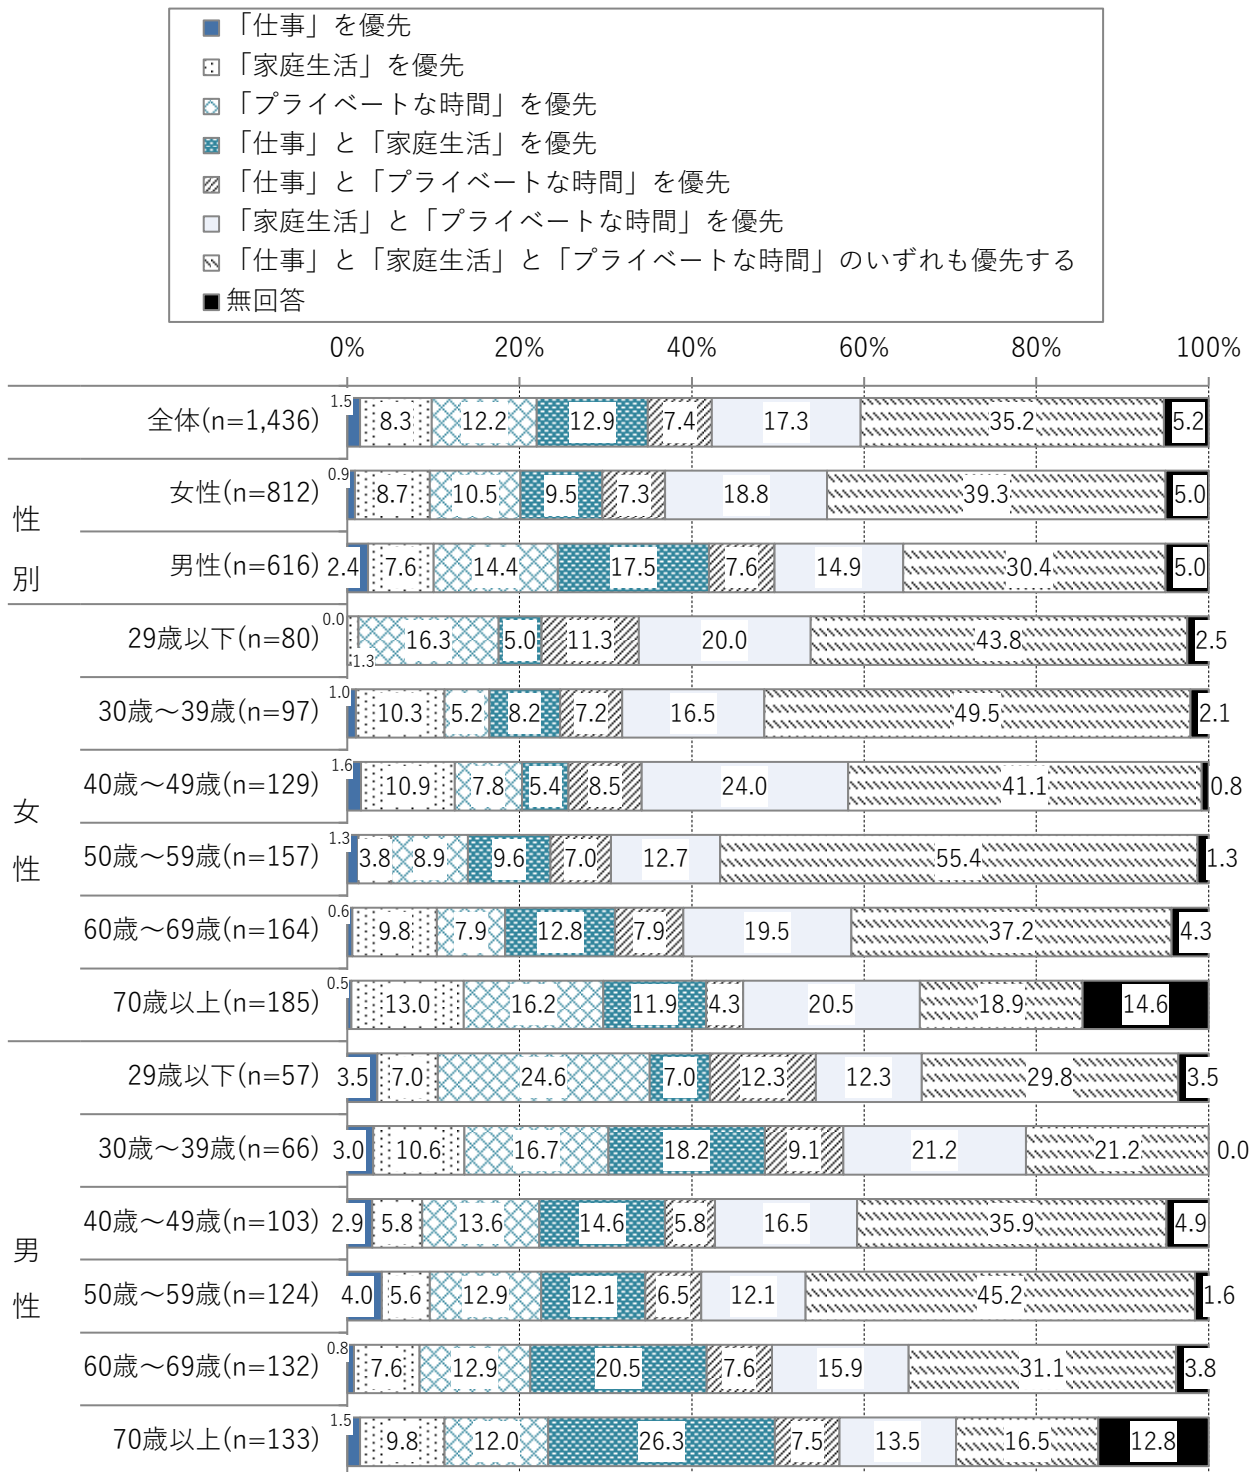 「仕事」を優先
「家庭生活」を優先
「プライベートな時間」を優先
「仕事」と「家庭生活」を優先
「仕事」と「プライベートな時間」を優先
「家庭生活」と「プライベートな時間」を優先
「仕事」と「家庭生活」と「プライベートな時間」のいずれも優先する
無回答
0% 20% 40% 60% 80% 100%
全体(n=1,436) 1.5 8.3 12.2 12.9 7.4 17.3 35.2 5.2
性別
女性(n=812) 0.9 8.7 10.5 9.5 7.3 18.8 39.3 5.0
男性(n=616) 2.4 7.6 14.4 17.5 7.6 14.9 30.4 5.0
女性
29歳以下(n=80) 0.0 1.3 16.3 5.0 11.3 20.0 43.8 2.5
30歳～39歳(n=97) 1.0 10.3 5.2 8.2 7.2 16.5 49.5 2.1
40歳～49歳(n=129) 1.6 10.9 7.8 5.4 8.5 24.0 41.1 0.8
50歳～59歳(n=157) 1.3 3.8 8.9 9.6 7.0 12.7 55.4 1.3
60歳～69歳(n=164) 0.6 9.8 7.9 12.8 7.9 19.5 37.2 4.3
70歳以上(n=185) 0.5 13.0 16.2 11.9 4.3 20.5 18.9 14.6
男性
29歳以下(n=57) 3.5 7.0 24.6 7.0 12.3 12.3 29.8 3.5
30歳～39歳(n=66) 3.0 10.6 16.7 18.2 9.1 21.2 21.2 0.0
40歳～49歳(n=103) 2.9 5.8 13.6 14.6 5.8 16.5 35.9 4.9
50歳～59歳(n=124) 4.0 5.6 12.9 12.1 6.5 12.1 45.2 1.6
60歳～69歳(n=132) 0.8 7.6 12.9 20.5 7.6 15.9 31.1 3.8
70歳以上(n=133) 1.5 9.8 12.0 26.3 7.5 13.5 16.5 12.8